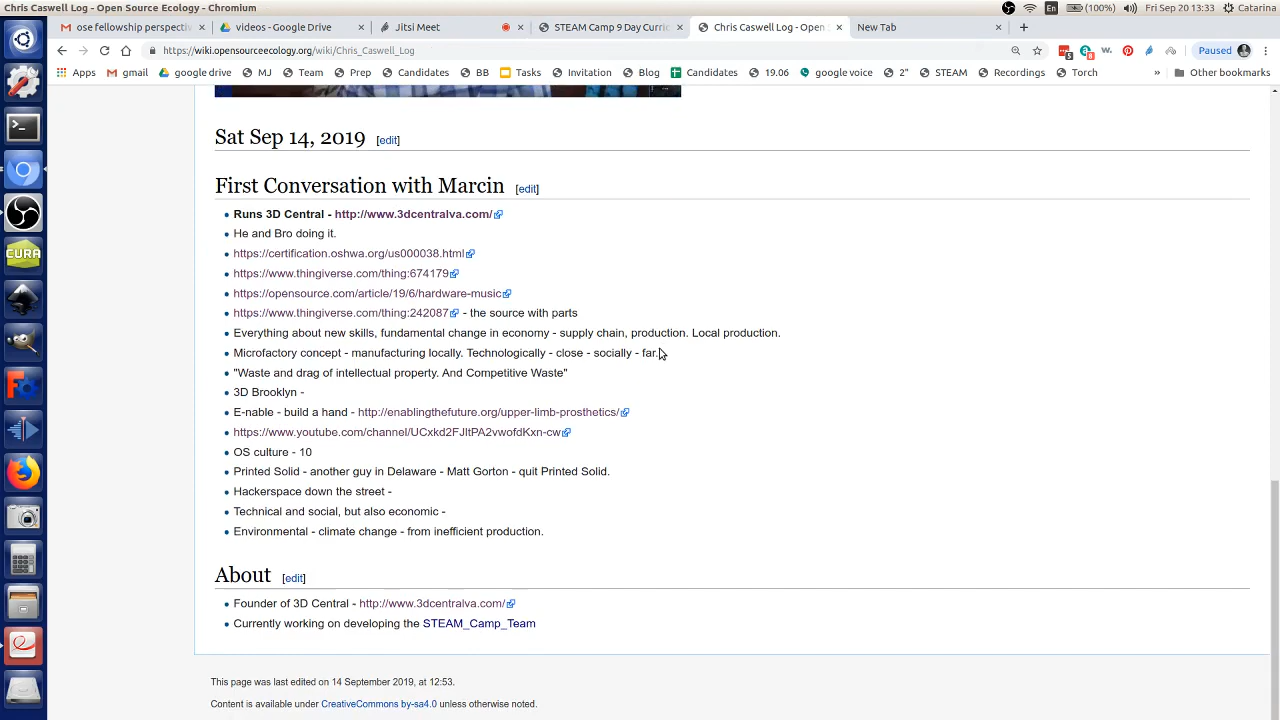 Chris Caswell Log - Open Source Ecology - Chromium
En (100%) Fri Sep 20 13:33 Catarina
ose fellowship perspectiv × videos - Google Drive × Jitsi Meet × STEAM Camp 9 Day Curric × Chris Caswell Log - Open × New Tab ×
https://wiki.opensourceecology.org/wiki/Chris_Caswell_Log Paused
Apps gmail google drive MJ Team Prep Candidates BB Tasks Invitation Blog Candidates 19.06 google voice 2" STEAM Recordings Torch » Other bookmarks
Sat Sep 14, 2019 [edit]
First Conversation with Marcin [edit]
Runs 3D Central - http://www.3dcentralva.com/
He and Bro doing it.
https://certification.oshwa.org/us000038.html
https://www.thingiverse.com/thing:674179
https://opensource.com/article/19/6/hardware-music
https://www.thingiverse.com/thing:242087 - the source with parts
Everything about new skills, fundamental change in economy - supply chain, production. Local production.
Microfactory concept - manufacturing locally. Technologically - close - socially - far.
"Waste and drag of intellectual property. And Competitive Waste"
3D Brooklyn -
E-nable - build a hand - http://enablingthefuture.org/upper-limb-prosthetics/
https://www.youtube.com/channel/UCxkd2FJItPA2vwofdKxn-cw
OS culture - 10
Printed Solid - another guy in Delaware - Matt Gorton - quit Printed Solid.
Hackerspace down the street -
Technical and social, but also economic -
Environmental - climate change - from inefficient production.
About [edit]
Founder of 3D Central - http://www.3dcentralva.com/
Currently working on developing the STEAM_Camp_Team
This page was last edited on 14 September 2019, at 12:53.
Content is available under CreativeCommons by-sa4.0 unless otherwise noted.
CURA